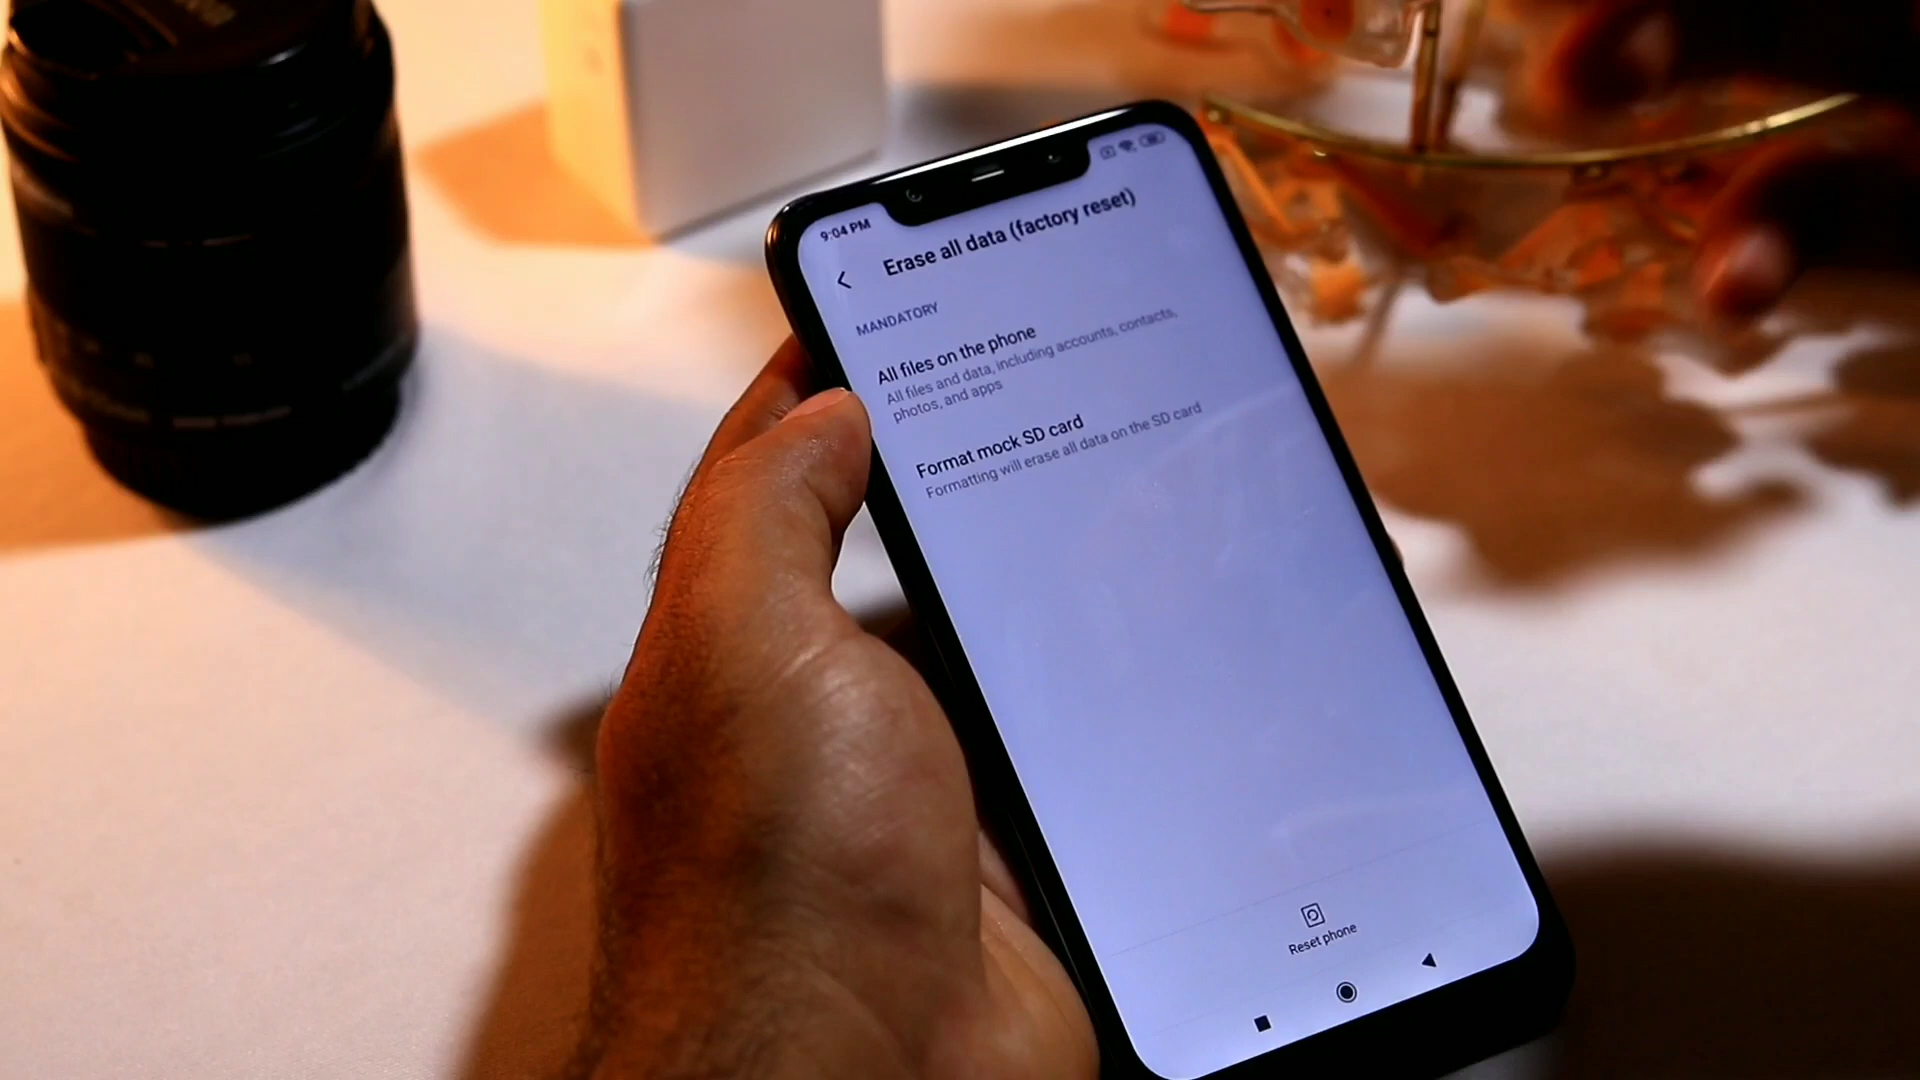 9:04 PM
Erase all data (factory reset)
MANDATORY
All files on the phone
All files and data, including accounts, contacts,
photos, and apps
Format mock SD card
Formatting will erase all data on the SD card
Reset phone